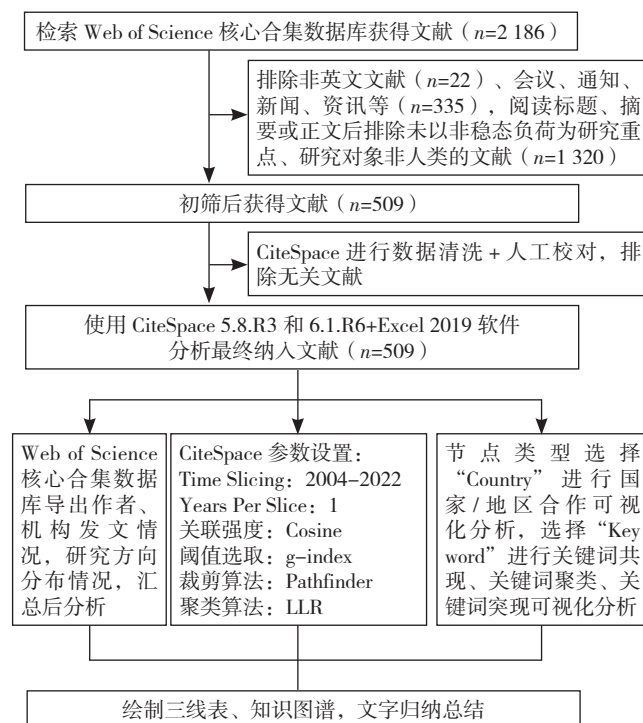 检索 Web of Science 核心合集数据库获得文献（n=2 186）
排除非英文文献（n=22）、会议、通知、
新闻、资讯等（n=335），阅读标题、摘
要或正文后排除未以非稳态负荷为研究重
点、研究对象非人类的文献（n=1 320）
初筛后获得文献（n=509）
CiteSpace 进行数据清洗 + 人工校对，排
除无关文献
使用 CiteSpace 5.8.R3 和 6.1.R6+Excel 2019 软件
分析最终纳入文献（n=509）
Web of Science
核心合集数据
库导出作者、
机构发文情
况，研究方向
分布情况，汇
总后分析
CiteSpace 参数设置：
Time Slicing：2004-2022
Years Per Slice：1
关联强度：Cosine
阈值选取：g-index
裁剪算法：Pathfinder
聚类算法：LLR
节点类型选择
“Country”进行国
家/地区合作可视
化分析，选择“Key
word”进行关键词共
现、关键词聚类、关
键词突现可视化分析
绘制三线表、知识图谱，文字归纳总结